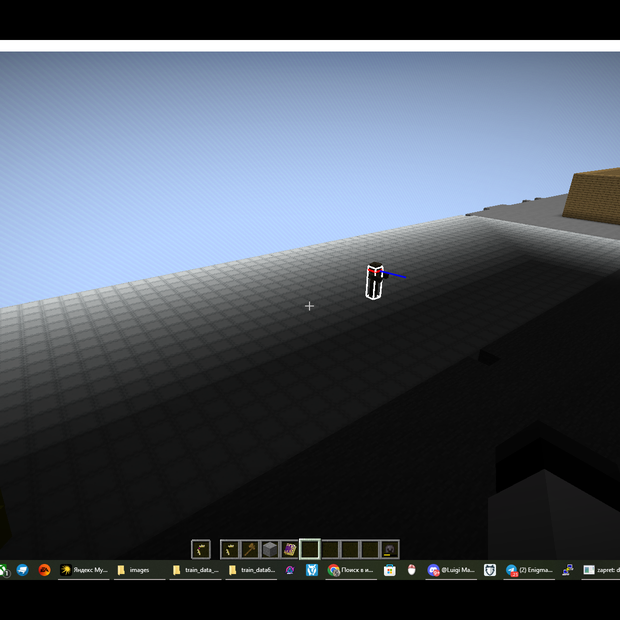 Яндекс Му...
images
train_data_...
train_data6...
Поиск в и...
@Luigi Ma...
(2) Enigma...
zapret: d